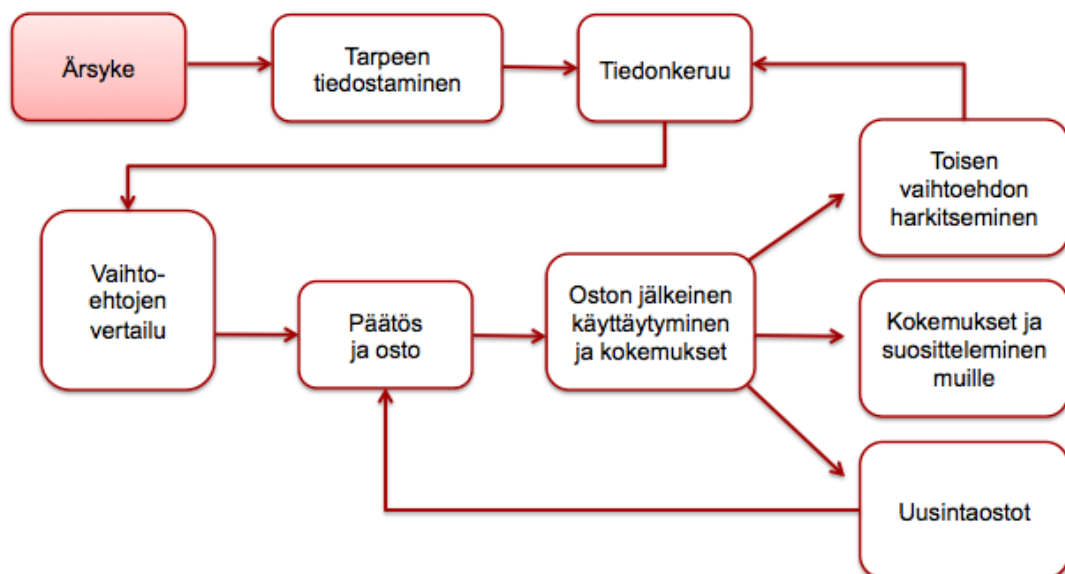 Ärsyke
Tarpeen
tiedostaminen
Tiedonkeruu
Toisen
vaihtoehdon
harkitseminen
Vaihto-
ehtojen
vertailu
Päätös
ja osto
Oston jälkeinen
käyttäytyminen
ja kokemukset
Kokemukset ja
suositteleminen
muille
Uusintaostot